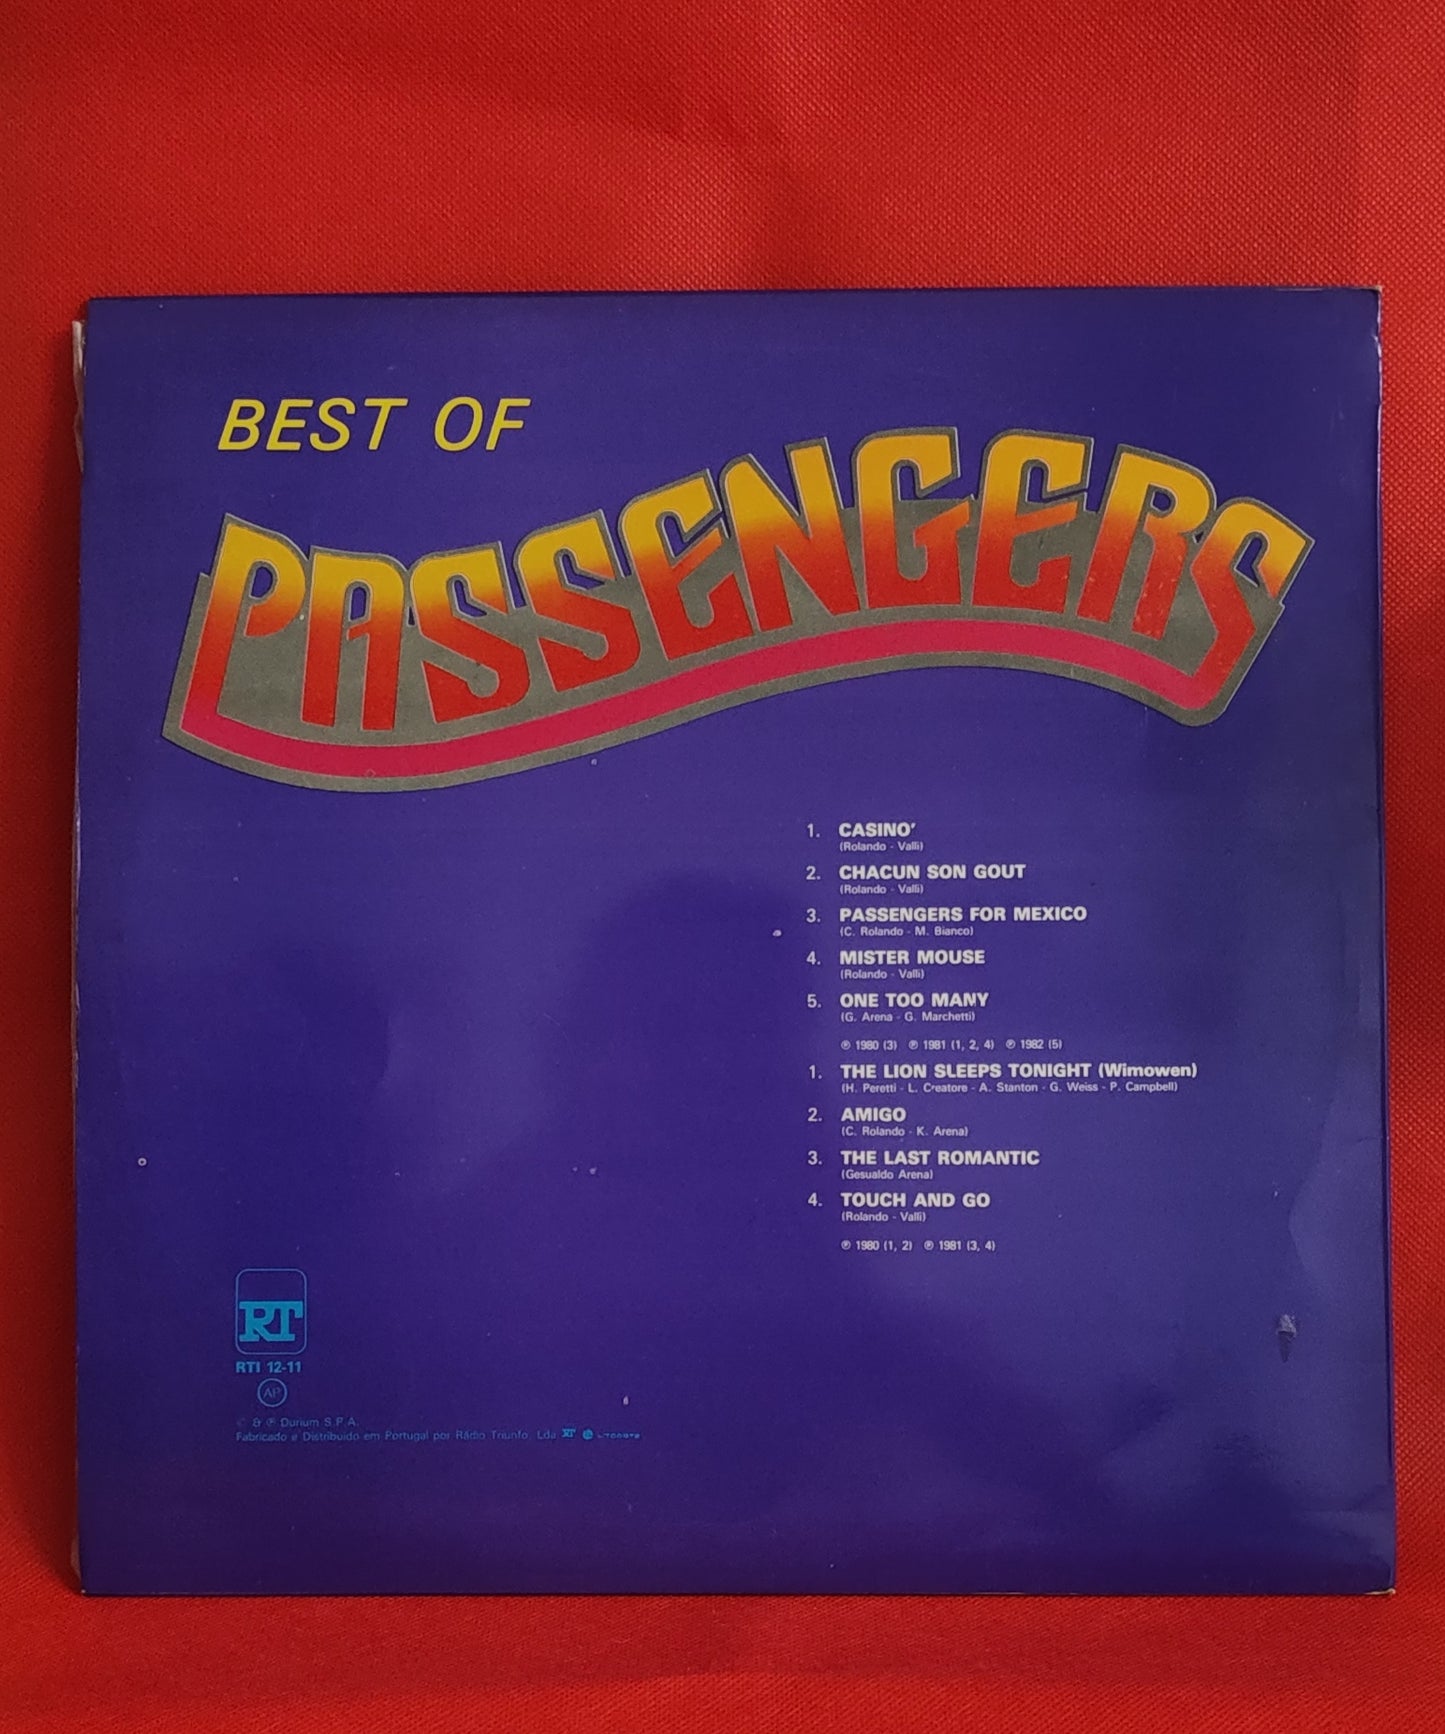 BEST OF
PASSENGERS
1. CASINO'
(Rolando - Valli)
2. CHACUN SON GOUT
(Rolando - Valli)
3. PASSENGERS FOR MEXICO
(C. Rolando - M. Bianco)
4. MISTER MOUSE
(Rolando - Valli)
5. ONE TOO MANY
(G. Arena - G. Marchetti)
℗ 1980 (3) ℗ 1981 (1, 2, 4) ℗ 1982 (5)
1. THE LION SLEEPS TONIGHT (Wimowen)
(H. Peretti - L. Creatore - A. Stanton - G. Weiss - P. Campbell)
2. AMIGO
(C. Rolando - K. Arena)
3. THE LAST ROMANTIC
(Gesualdo Arena)
4. TOUCH AND GO
(Rolando - Valli)
℗ 1980 (1, 2) ℗ 1981 (3, 4)
RT
RTI 12-11
AP
© & ℗ Durium S.P.A.
Fabricado e Distribuido em Portugal por Rádio Triunfo, Lda RT